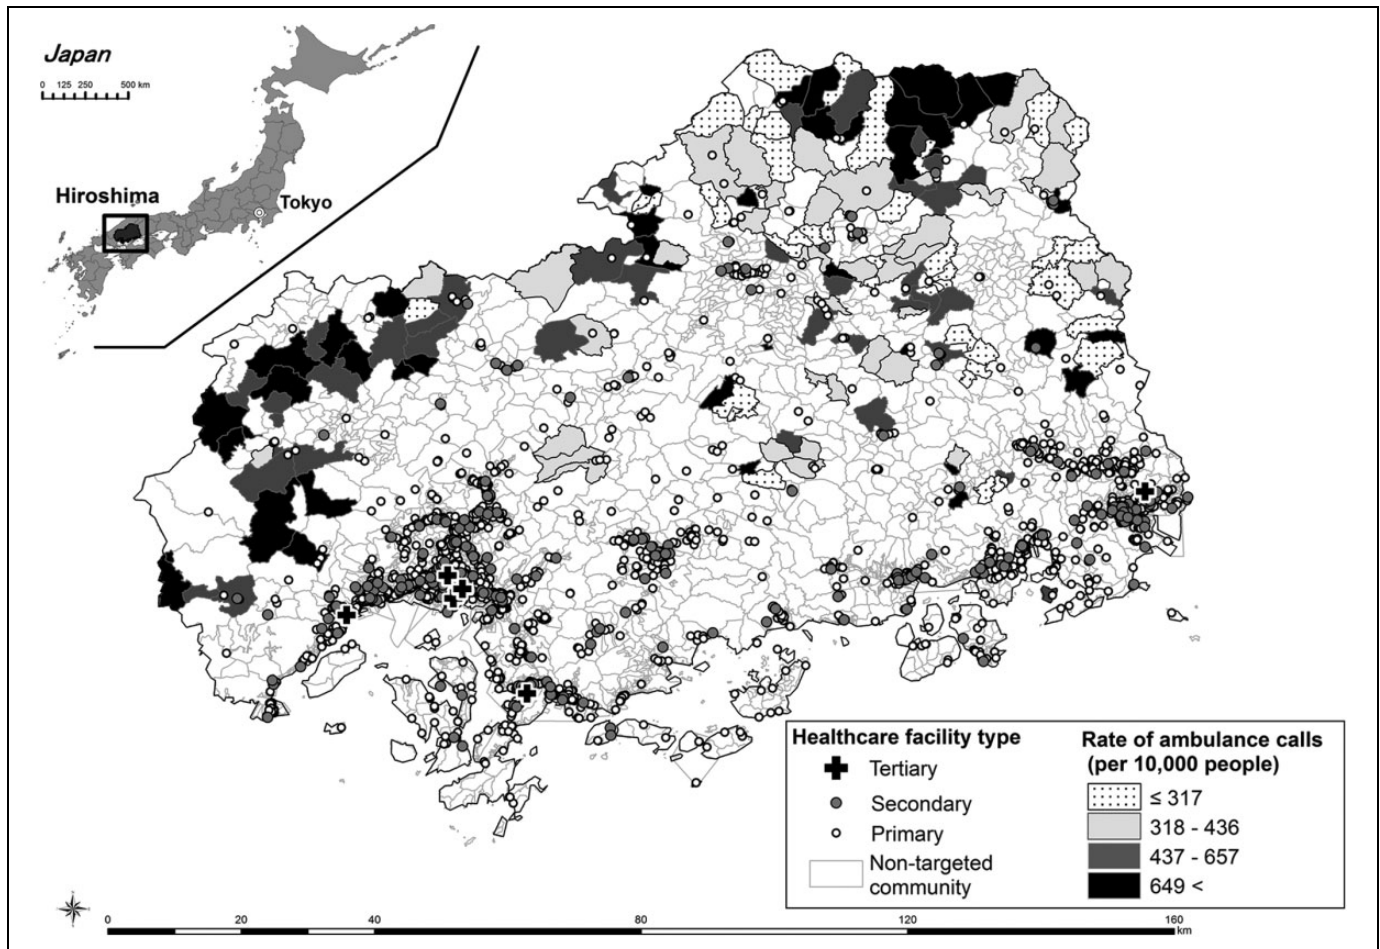 Japan
0 125 250 500 km
Hiroshima
Tokyo
Healthcare facility type
Tertiary
Secondary
Primary
Non-targeted
community
Rate of ambulance calls
(per 10,000 people)
≤ 317
318 - 436
437 - 657
649 <
0 20 40 80 120 160
km